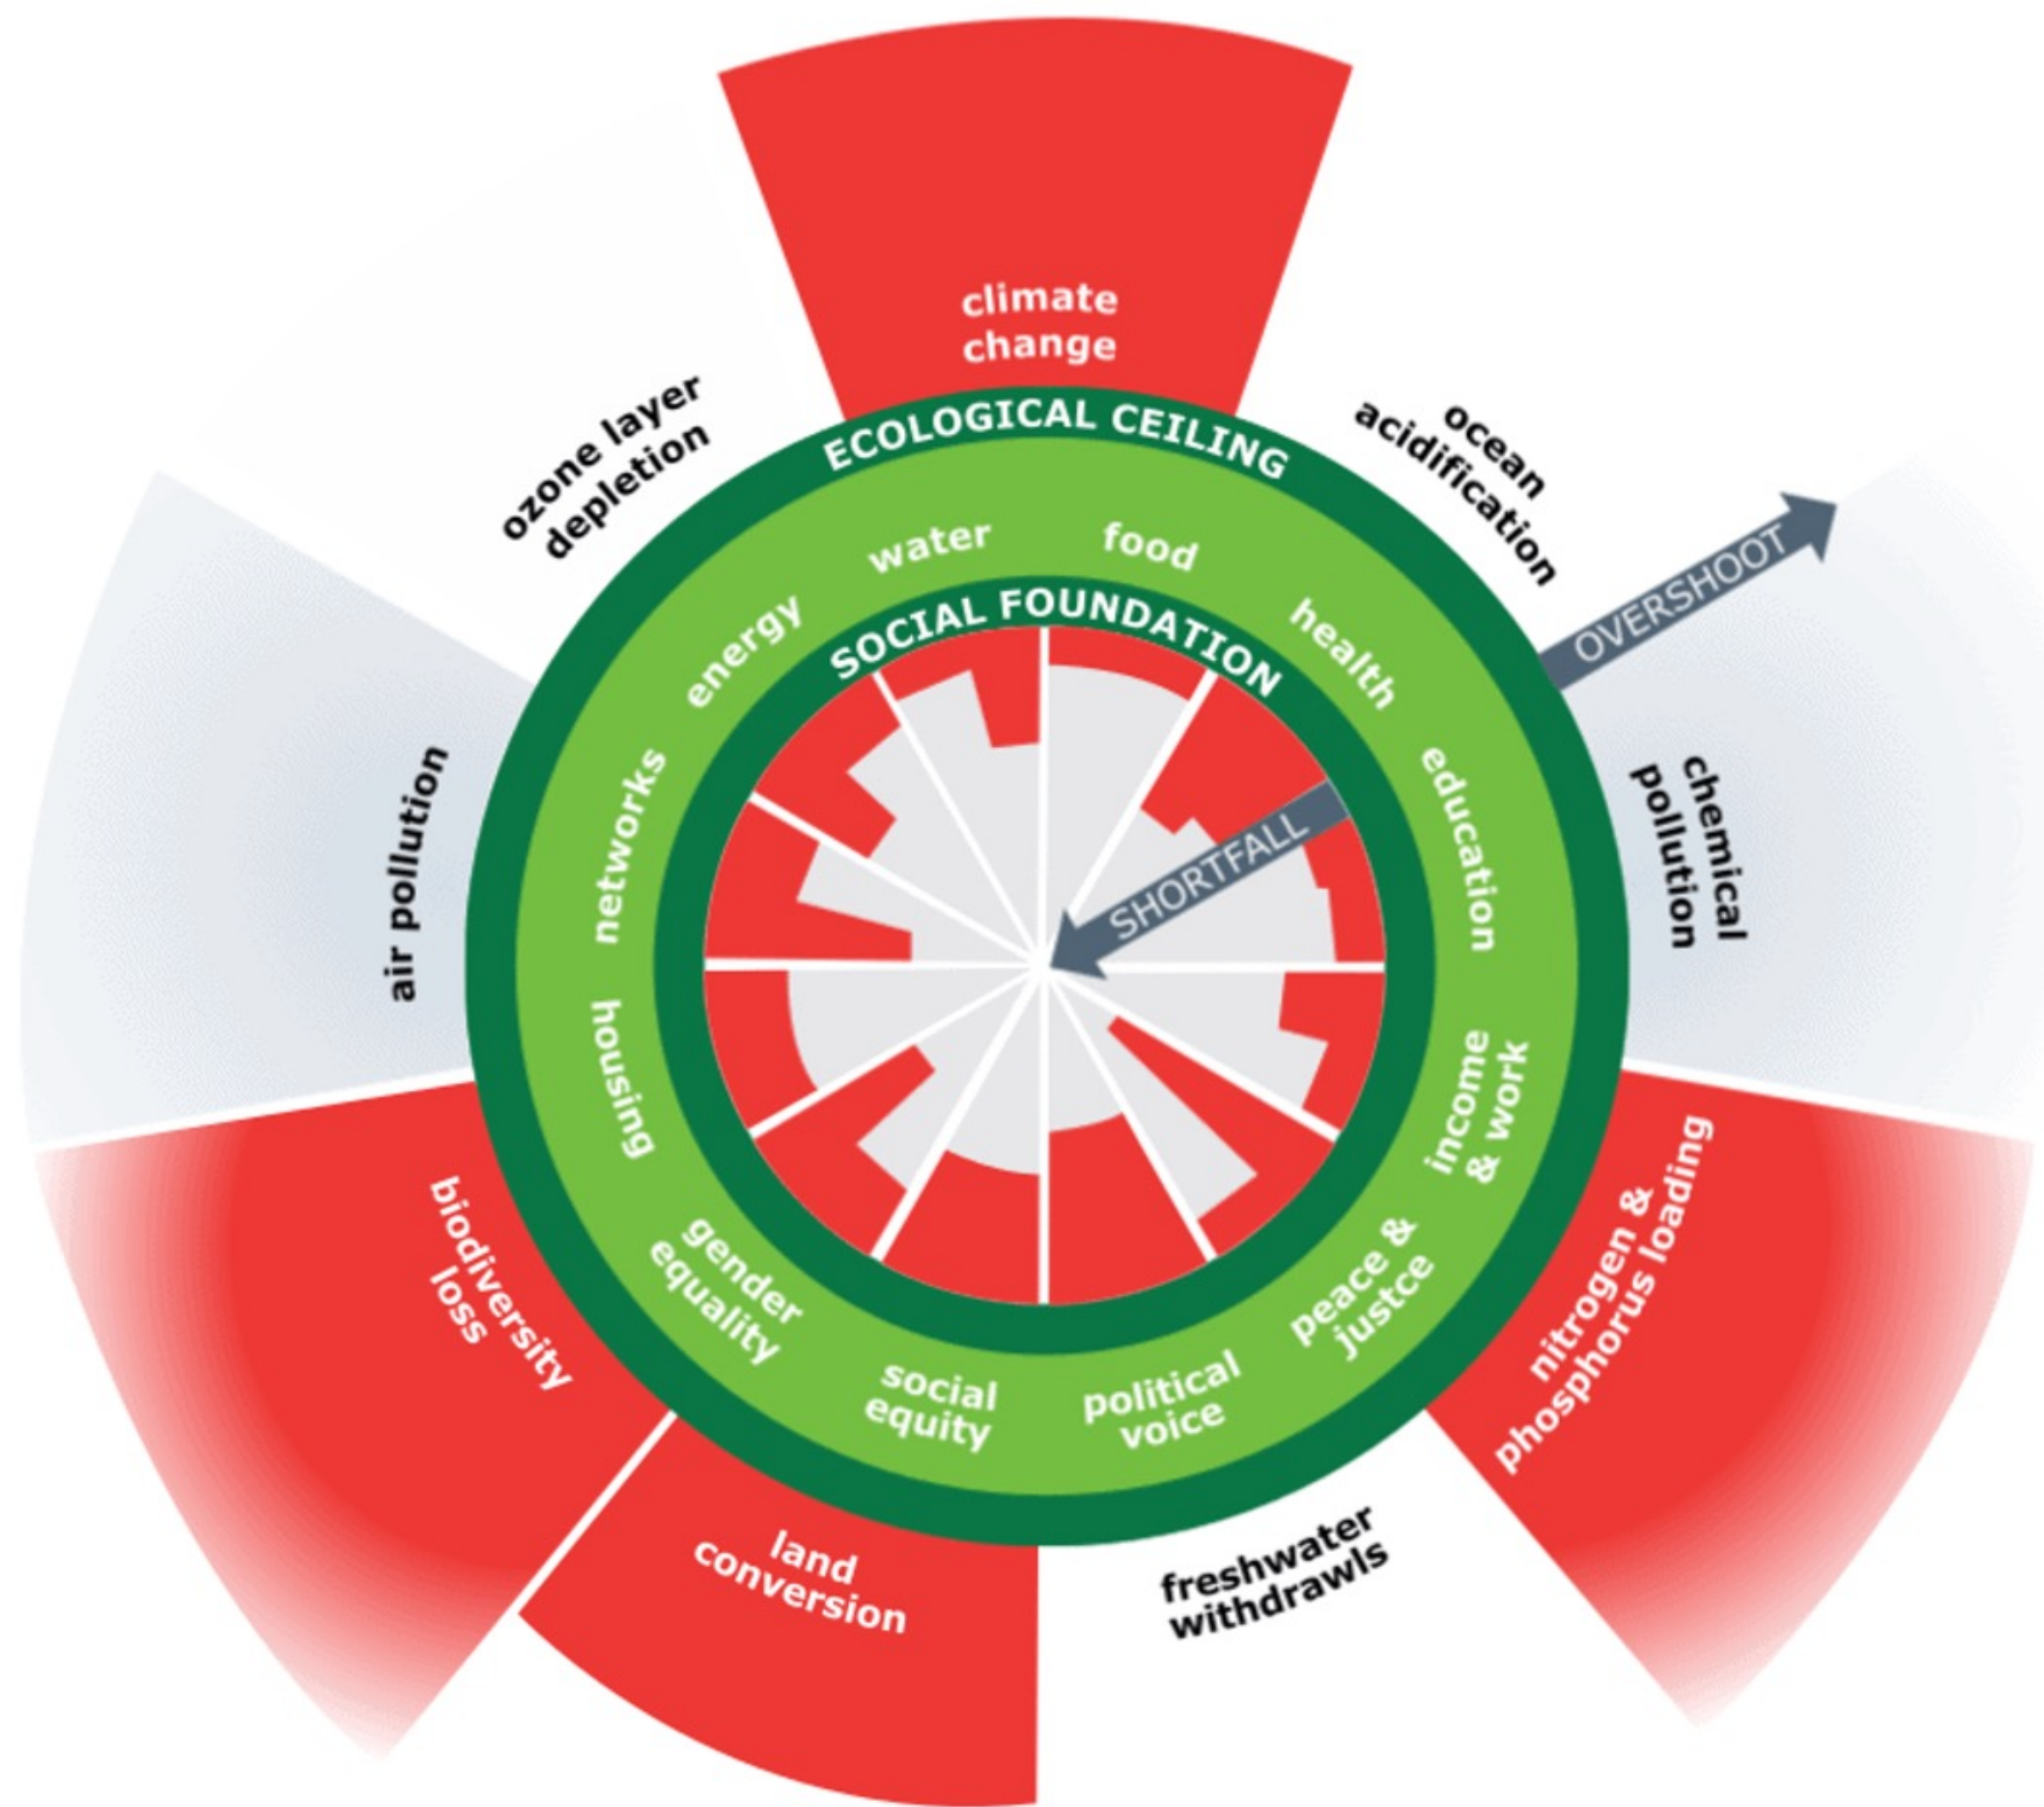 climate
change
ECOLOGICAL CEILING
ocean
acidification
OVERSHOOT
chemical
pollution
nitrogen &
phosphorus loading
freshwater
withdrawls
land
conversion
biodiversity
loss
air pollution
ozone layer
depletion
water
food
health
education
income
& work
peace &
justce
political
voice
social
equity
gender
equality
housing
networks
energy
SOCIAL FOUNDATION
SHORTFALL